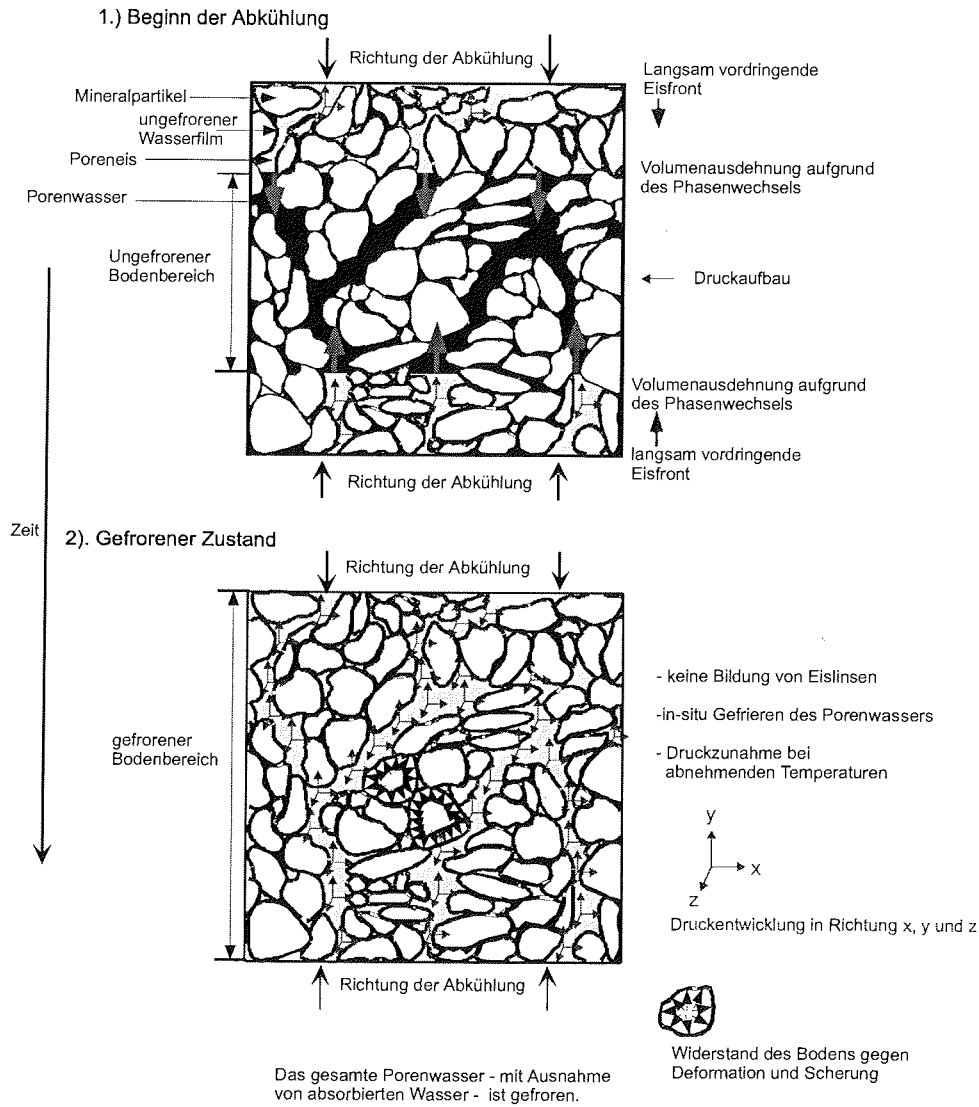 1.) Beginn der Abkühlung
Richtung der Abkühlung
Langsam vordringende
Eisfront
Mineralpartikel
ungefrorener
Wasserfilm
Poreneis
Volumenausdehnung aufgrund
des Phasenwechsels
Porenwasser
Ungefrorener
Bodenbereich
Druckaufbau
Volumenausdehnung aufgrund
des Phasenwechsels
langsam vordringende
Eisfront
Richtung der Abkühlung
Zeit
2). Gefrorener Zustand
Richtung der Abkühlung
- keine Bildung von Eislinsen
-in-situ Gefrieren des Porenwassers
- Druckzunahme bei
abnehmenden Temperaturen
gefrorener
Bodenbereich
y
x
z
Druckentwicklung in Richtung x, y und z
Richtung der Abkühlung
Widerstand des Bodens gegen
Deformation und Scherung
Das gesamte Porenwasser - mit Ausnahme
von absorbierten Wasser - ist gefroren.